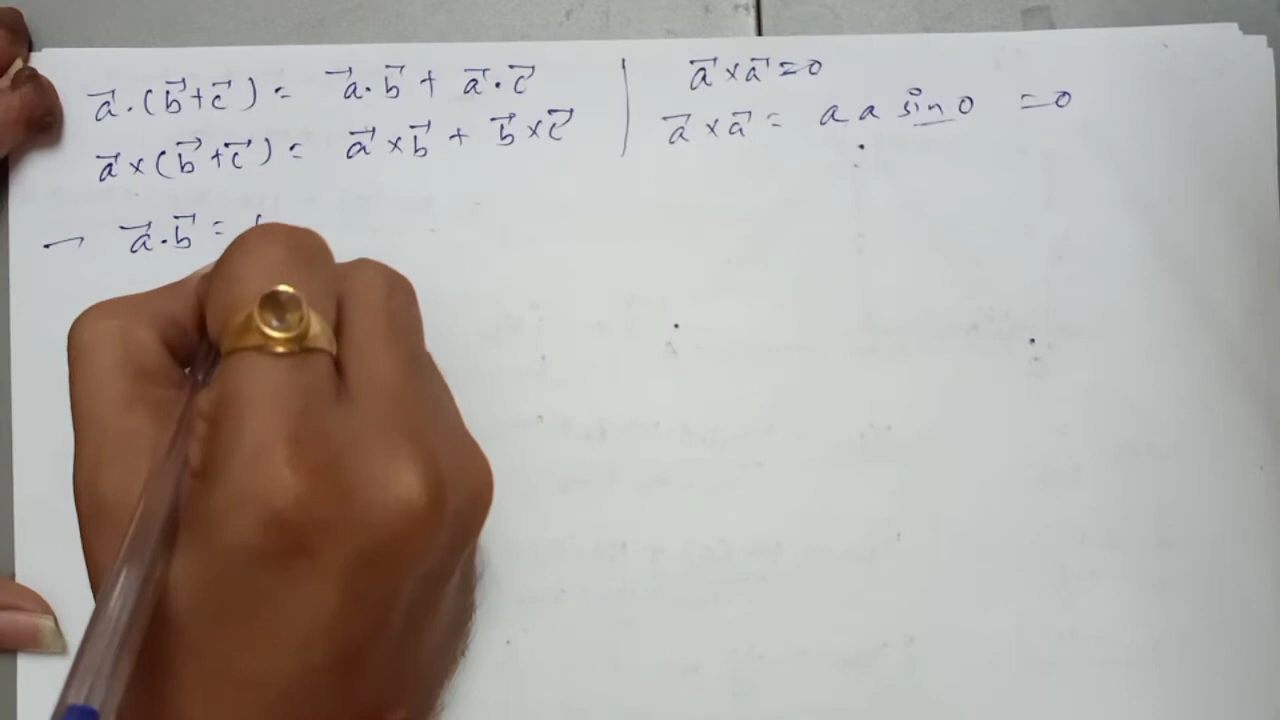 a⃗·(b⃗+c⃗) = a⃗·b⃗ + a⃗·c⃗
a⃗×(b⃗+c⃗) = a⃗×b⃗ + b⃗×c⃗
a⃗×a⃗=0
a⃗×a⃗ = a a sin 0 =0
→ a⃗·b⃗ =